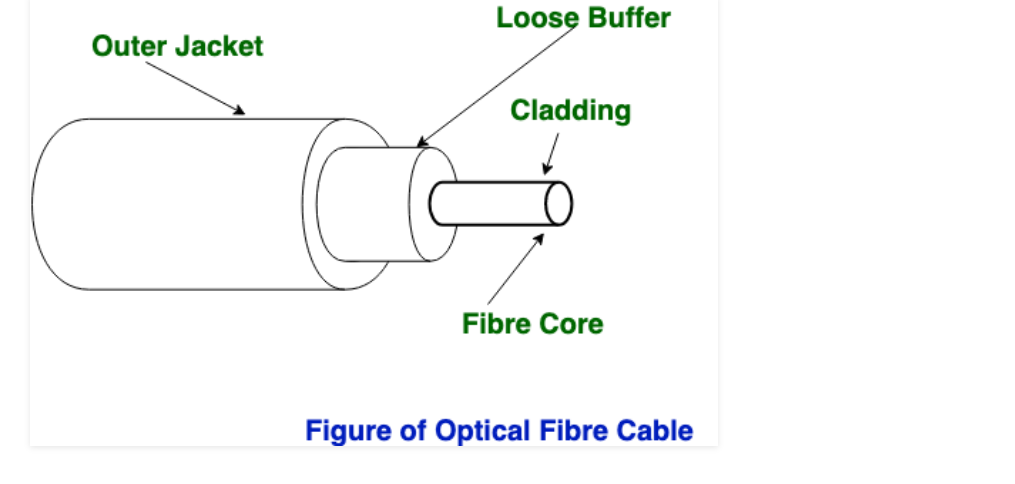 Loose Buffer
Outer Jacket
Cladding
Fibre Core
Figure of Optical Fibre Cable